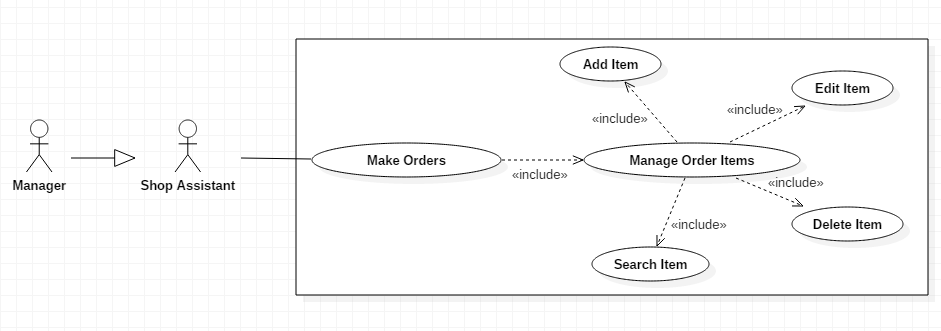 Manager
Shop Assistant
Make Orders
«include»
Manage Order Items
«include»
Add Item
«include»
Edit Item
«include»
Delete Item
«include»
Search Item